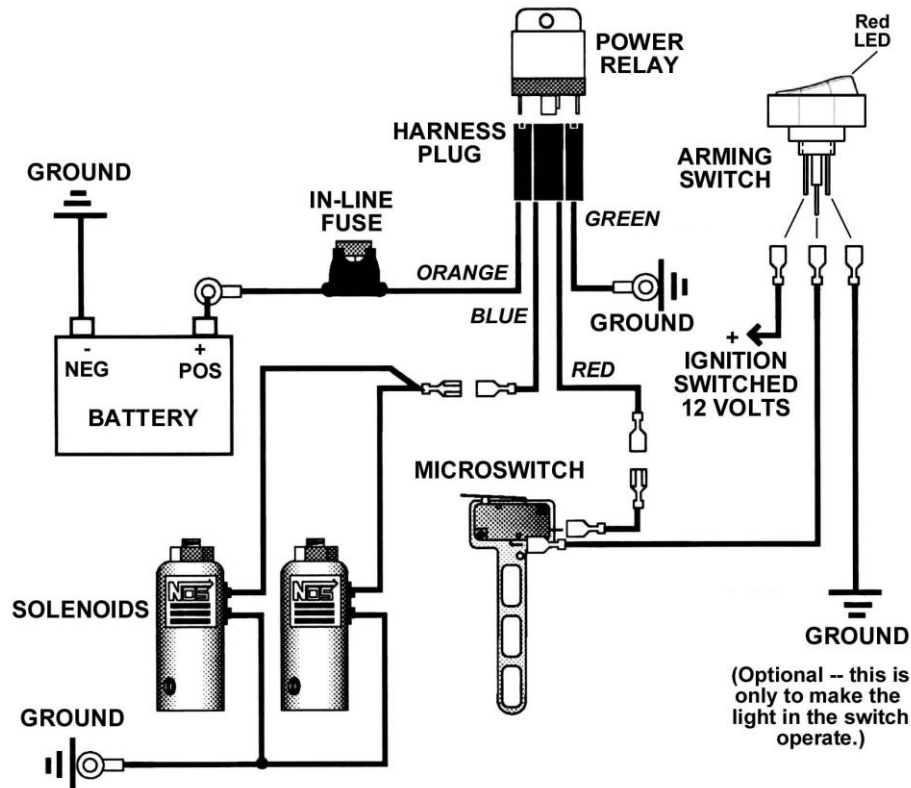 Red
LED
POWER
RELAY
HARNESS
PLUG
ARMING
SWITCH
GROUND
IN-LINE
FUSE
GREEN
ORANGE
BLUE
GROUND
-
NEG
+
POS
BATTERY
RED
+
IGNITION
SWITCHED
12 VOLTS
MICROSWITCH
SOLENOIDS
NOS
NOS
GROUND
GROUND
(Optional -- this is
only to make the
light in the switch
operate.)